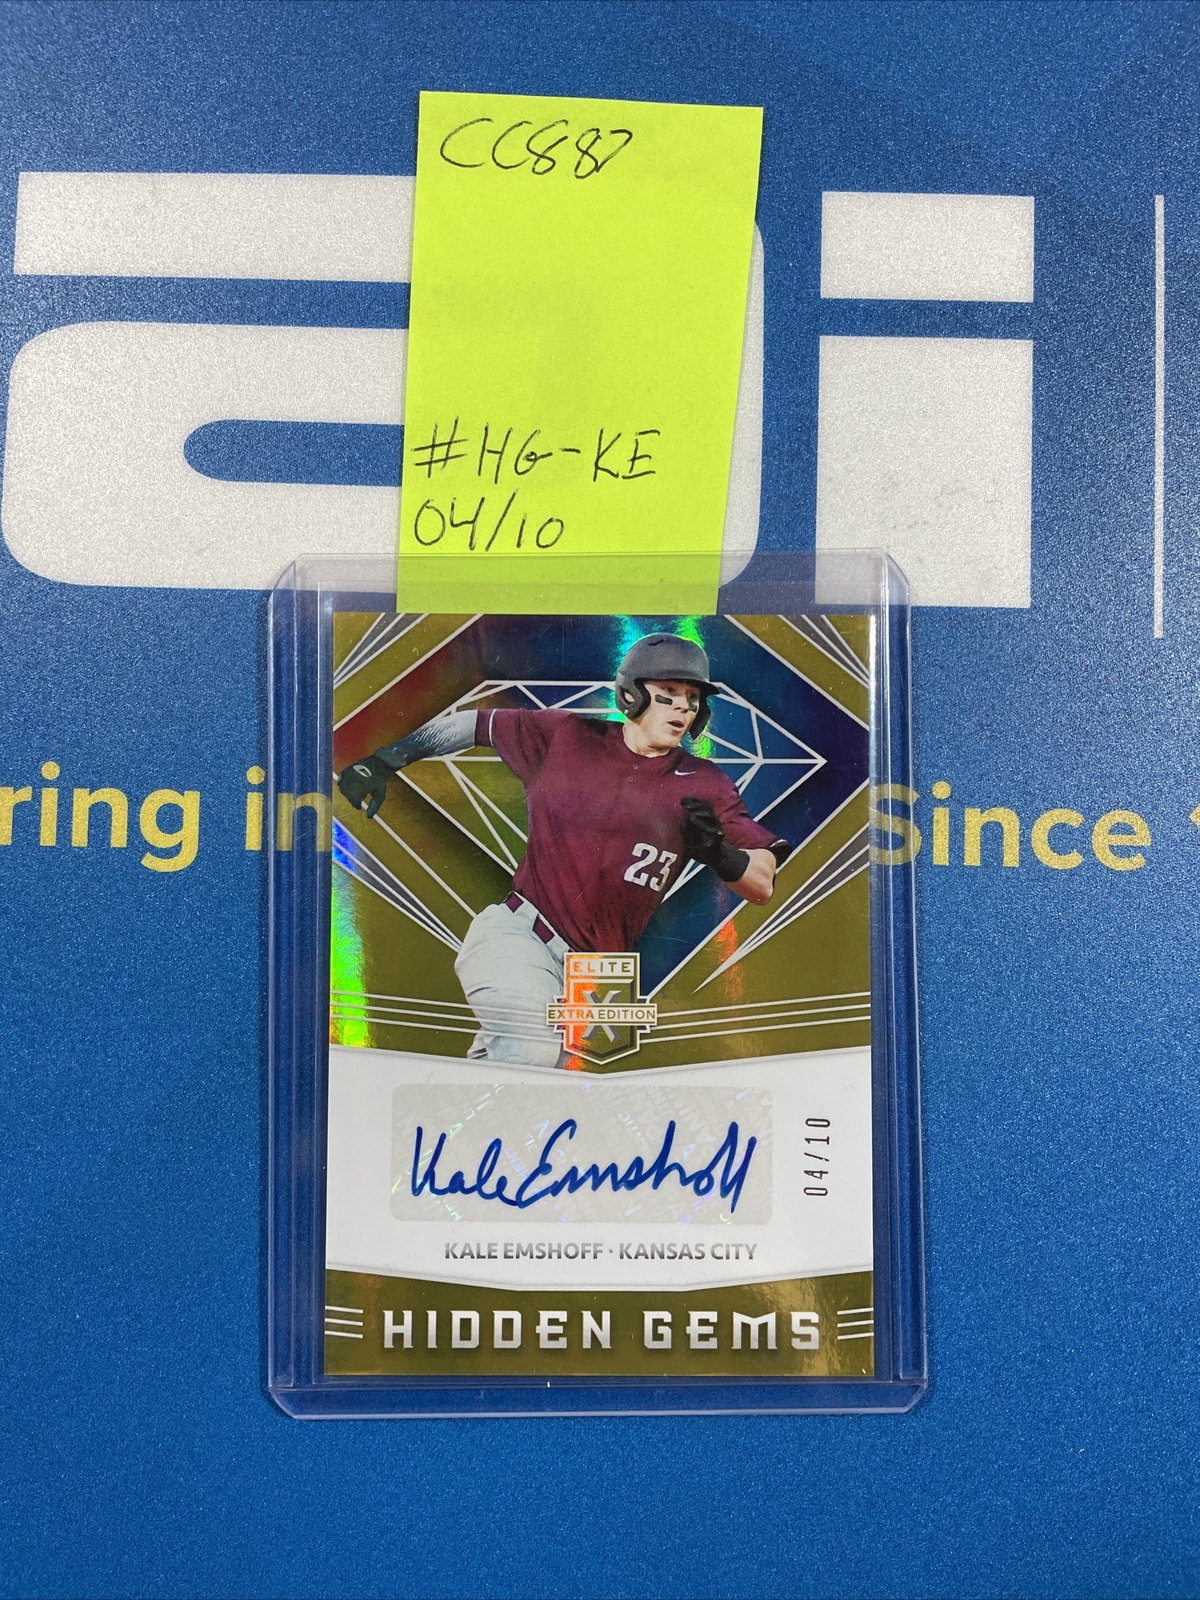 CC887
#HG-KE
04/10
ring in
Since
23
ELITE
X
EXTRA EDITION
Kale Emshoff
04/10
KALE EMSHOFF · KANSAS CITY
HIDDEN GEMS